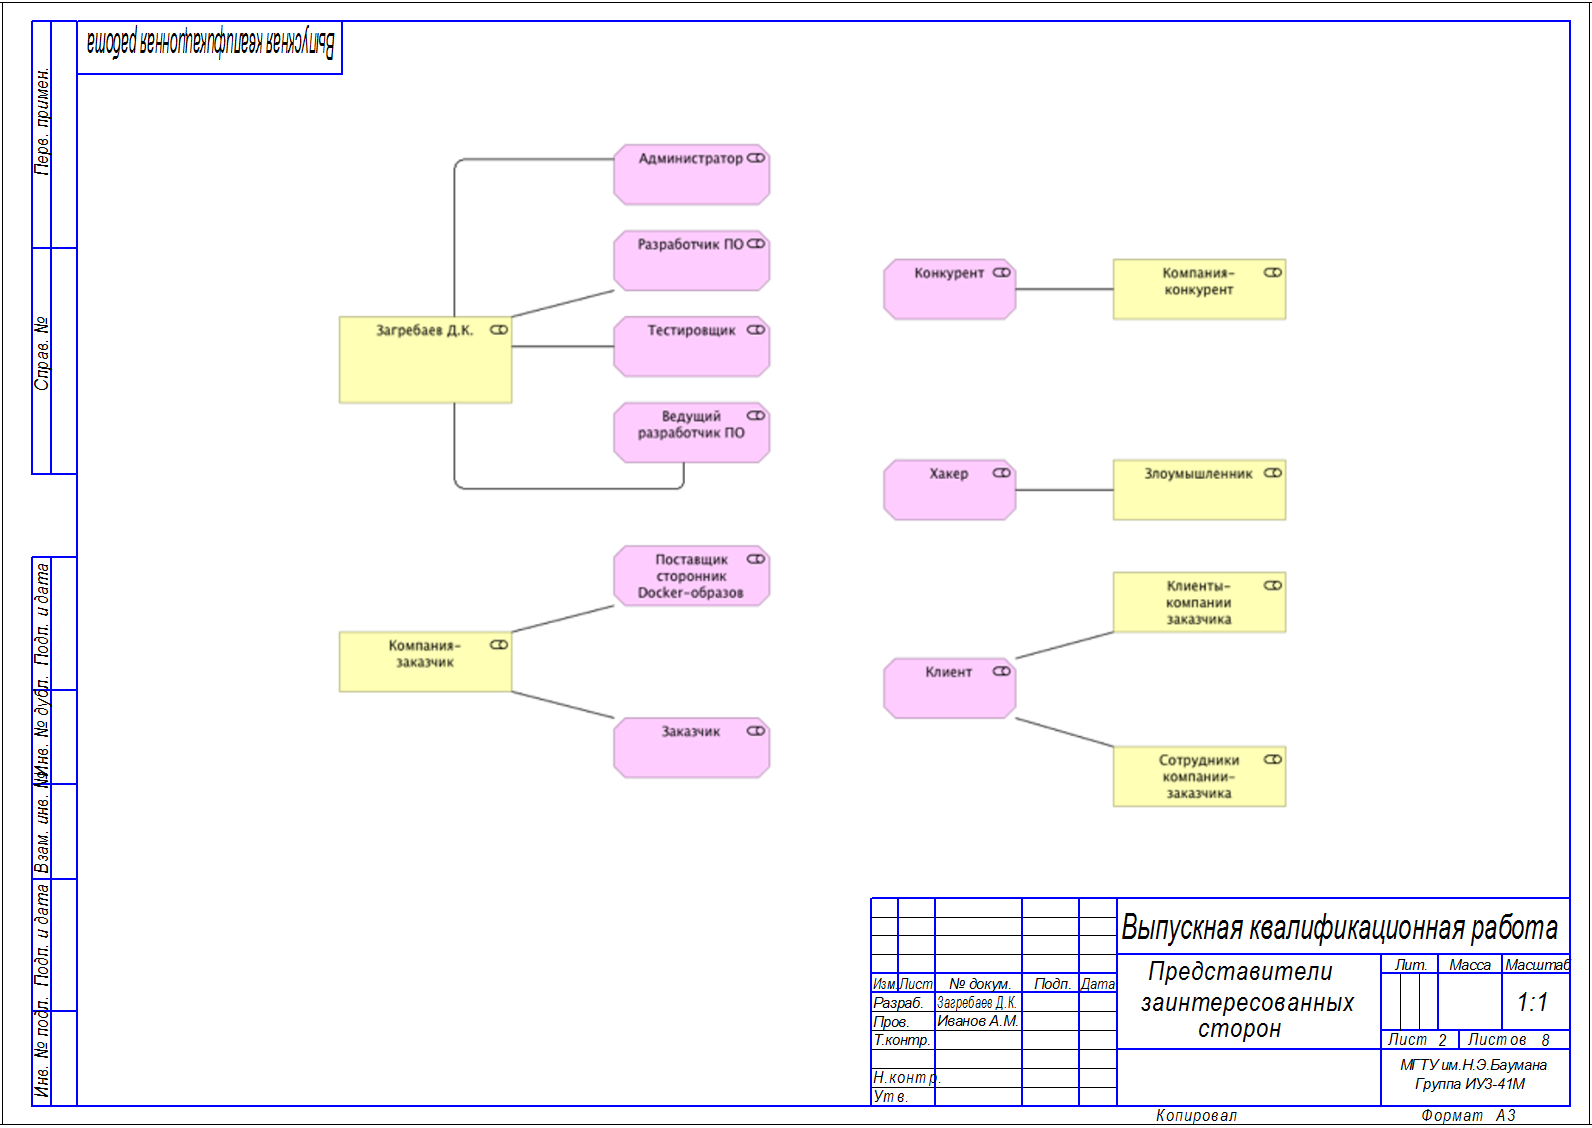 Выпускная квалификационная работа
Перв. примен.
Справ. №
Подп. и дата
Инв. № дубл.
Взам. инв. №
Подп. и дата
Инв. № подл.
Администратор
Разработчик ПО
Загребаев Д.К.
Тестировщик
Ведущий
разработчик ПО
Поставщик
сторонник
Docker-образов
Компания-
заказчик
Заказчик
Конкурент
Компания-
конкурент
Хакер
Злоумышленник
Клиенты-
компании
заказчика
Клиент
Сотрудники
компании-
заказчика
Выпускная квалификационная работа
Представители
заинтересованных
сторон
Лит. Масса Масштаб
1:1
Лист 2 Листов 8
МГТУ им.Н.Э.Баумана
Группа ИУ3-41М
Изм. Лист № докум. Подп. Дата
Разраб. Загребаев Д.К.
Пров. Иванов А.М.
Т.контр.
Н.контр.
Утв.
Копировал Формат А3